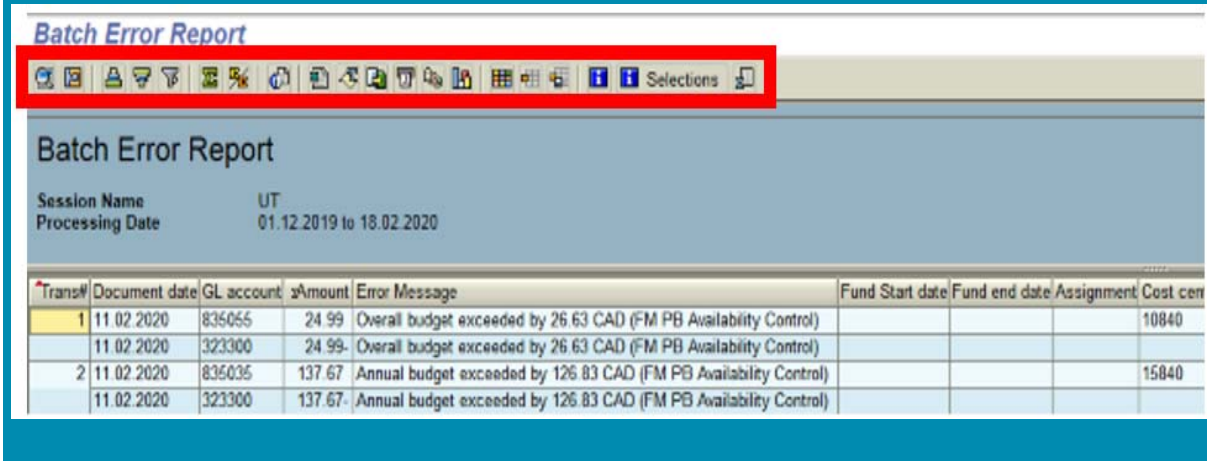 Batch Error Report
Selections
Batch Error Report
Session Name UT
Processing Date 01.12.2019 to 18.02.2020
Trans# Document date GL account Amount Error Message Fund Start date Fund end date Assignment Cost cen
1 11.02.2020 835055 24.99 Overall budget exceeded by 26.63 CAD (FM PB Availability Control) 10840
11.02.2020 323300 24.99- Overall budget exceeded by 26.63 CAD (FM PB Availability Control)
2 11.02.2020 835035 137.67 Annual budget exceeded by 126.83 CAD (FM PB Availability Control) 15840
11.02.2020 323300 137.67- Annual budget exceeded by 126.83 CAD (FM PB Availability Control)